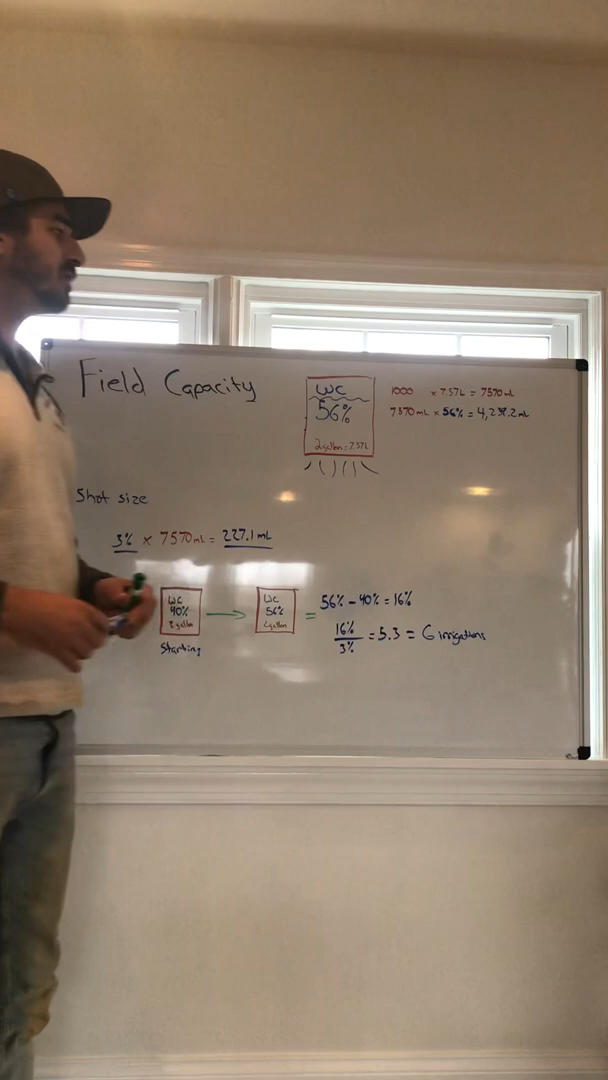 Field Capacity
WC
56%
2 gallon = 7.57L
1000 x 7.57L = 7570mL
7570mL x 56% = 4,239.2mL
Shot size
3% x 7570mL = 227.1mL
WC
40%
2 gallon
Starting
WC
56%
2 gallon
= 56% - 40% = 16%
16%
3%
= 5.3 = 6 irrigations